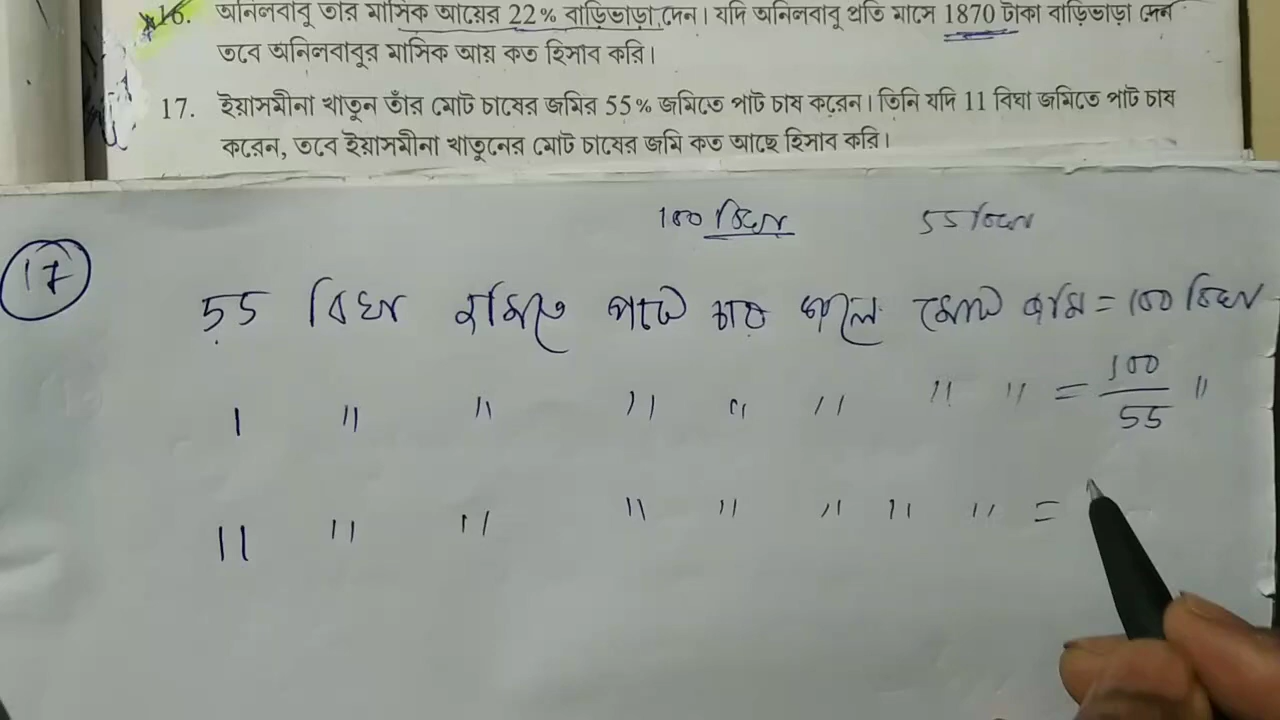 16. অনিলবাবু তার মাসিক আয়ের 22% বাড়িভাড়া দেন। যদি অনিলবাবু প্রতি মাসে 1870 টাকা বাড়িভাড়া দেন
তবে অনিলবাবুর মাসিক আয় কত হিসাব করি।
17. ইয়াসমীনা খাতুন তাঁর মোট চাষের জমির 55% জমিতে পাট চাষ করেন। তিনি যদি 11 বিঘা জমিতে পাট চাষ
করেন, তবে ইয়াসমীনা খাতুনের মোট চাষের জমি কত আছে হিসাব করি।
100 বিঘা 55 বিঘা
17 55 বিঘা জমিতে পাট চাষ হলে মোট জমি = 100 বিঘা
1 " " " " " " " = 100/55 "
11 " " " " " " " =